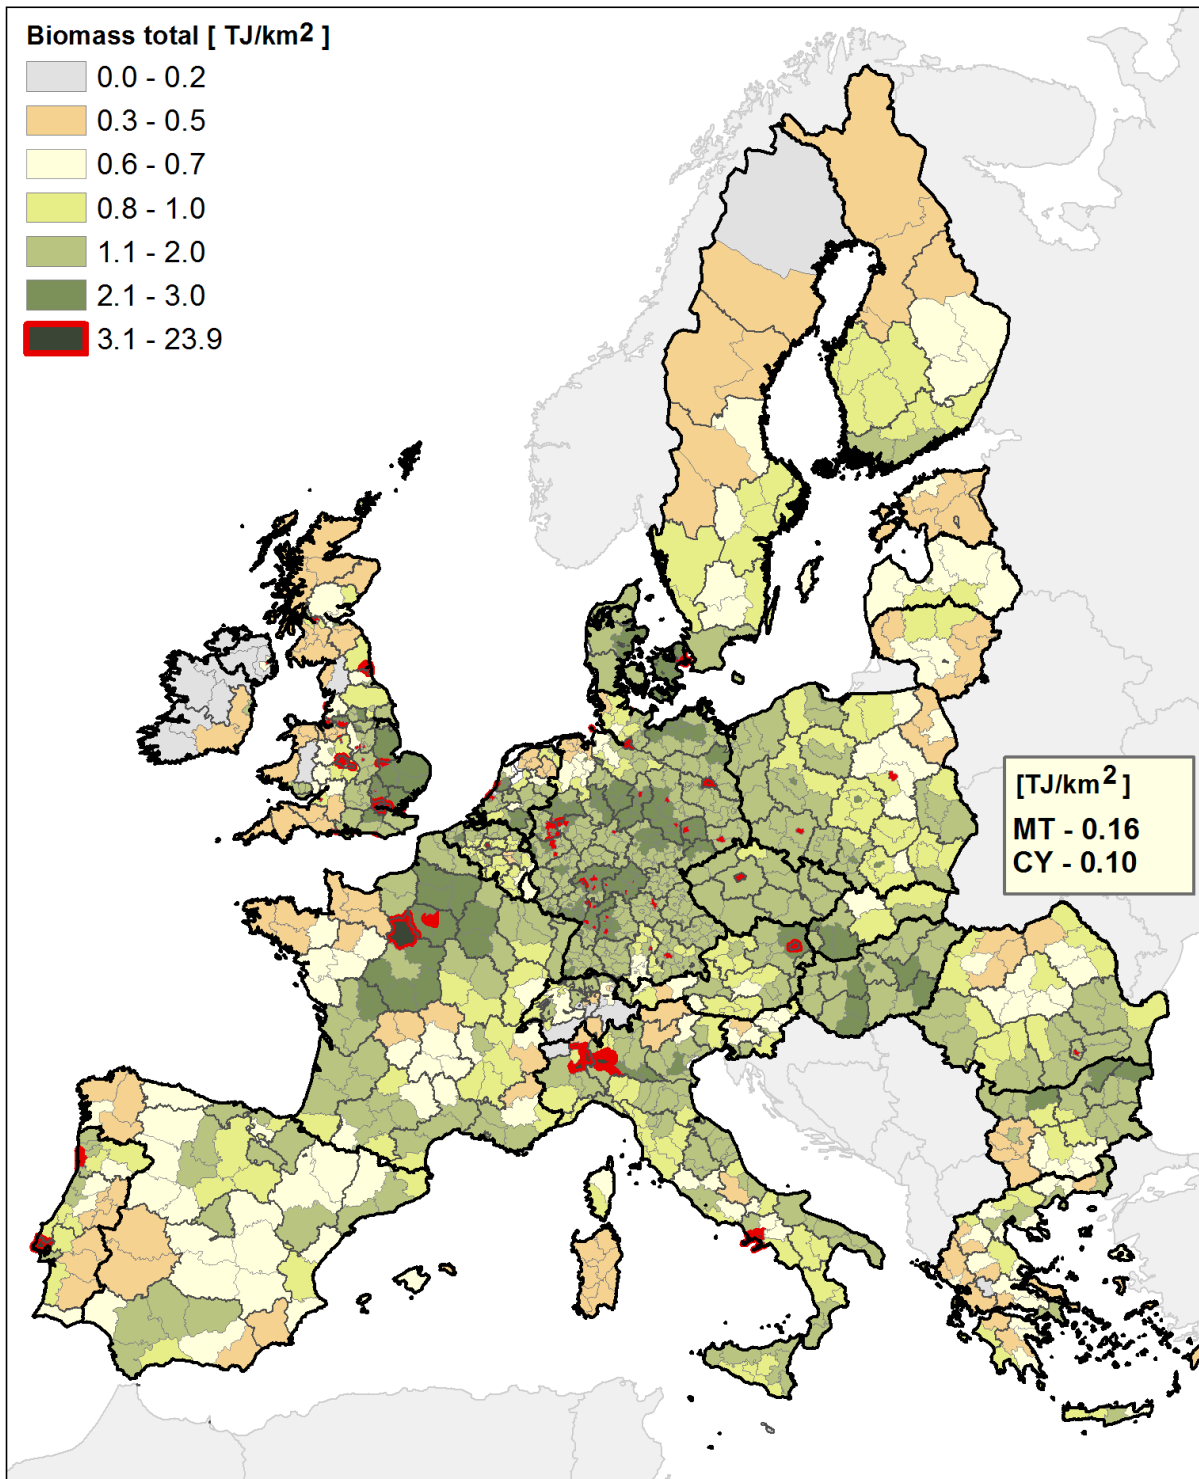 Biomass total [ TJ/km2 ]
0.0 - 0.2
0.3 - 0.5
0.6 - 0.7
0.8 - 1.0
1.1 - 2.0
2.1 - 3.0
3.1 - 23.9
[TJ/km2 ]
MT - 0.16
CY - 0.10